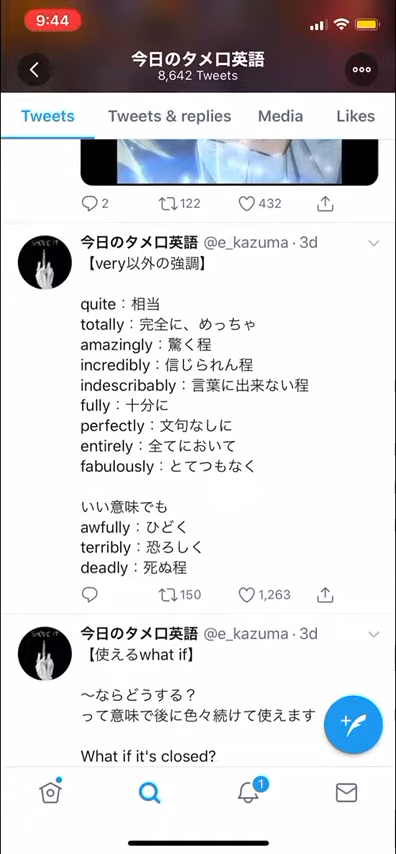 9:44
今日のタメ口英語
8,642 Tweets
Tweets Tweets & replies Media Likes
2 122 432
今日のタメ口英語 @e_kazuma · 3d
【very以外の強調】
quite：相当
totally：完全に、めっちゃ
amazingly：驚く程
incredibly：信じられん程
indescribably：言葉に出来ない程
fully：十分に
perfectly：文句なしに
entirely：全てにおいて
fabulously：とてつもなく
いい意味でも
awfully：ひどく
terribly：恐ろしく
deadly：死ぬ程
150 1,263
今日のタメ口英語 @e_kazuma · 3d
【使えるwhat if】
〜ならどうする？
って意味で後に色々続けて使えます
What if it's closed?
1